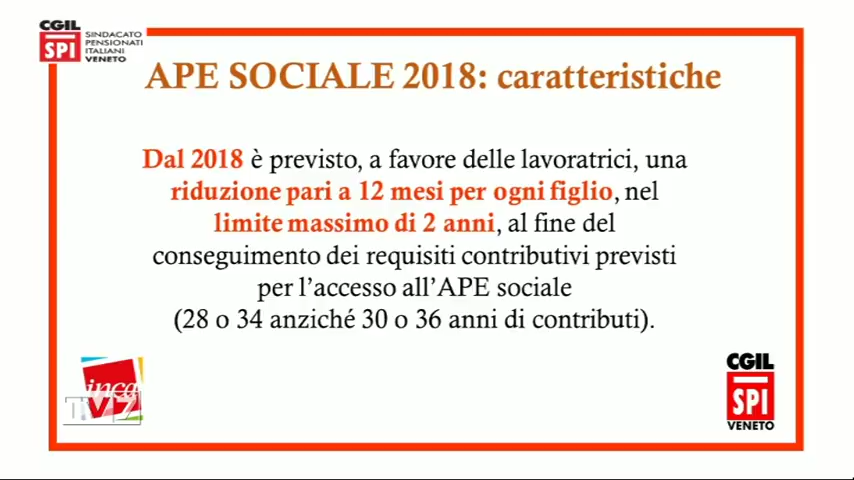 CGIL
SPI
SINDACATO
PENSIONATI
ITALIANI
VENETO
APE SOCIALE 2018: caratteristiche
Dal 2018 è previsto, a favore delle lavoratrici, una
riduzione pari a 12 mesi per ogni figlio, nel
limite massimo di 2 anni, al fine del
conseguimento dei requisiti contributivi previsti
per l'accesso all'APE sociale
(28 o 34 anziché 30 o 36 anni di contributi).
inca
CGIL
SPI
VENETO